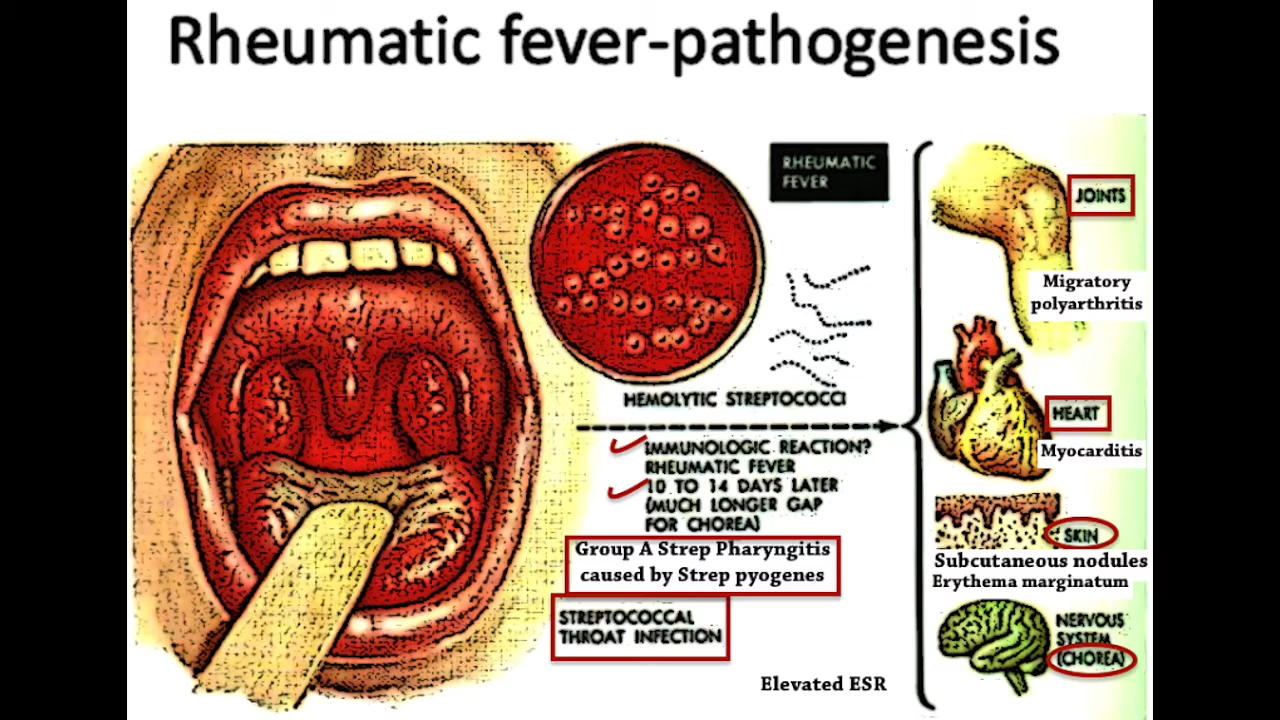 Rheumatic fever-pathogenesis
RHEUMATIC
FEVER
HEMOLYTIC STREPTOCOCCI
IMMUNOLOGIC REACTION?
RHEUMATIC FEVER
10 TO 14 DAYS LATER
(MUCH LONGER GAP
FOR CHOREA)
Group A Strep Pharyngitis
caused by Strep pyogenes
STREPTOCOCCAL
THROAT INFECTION
Elevated ESR
JOINTS
Migratory
polyarthritis
HEART
Myocarditis
SKIN
Subcutaneous nodules
Erythema marginatum
NERVOUS
SYSTEM
(CHOREA)